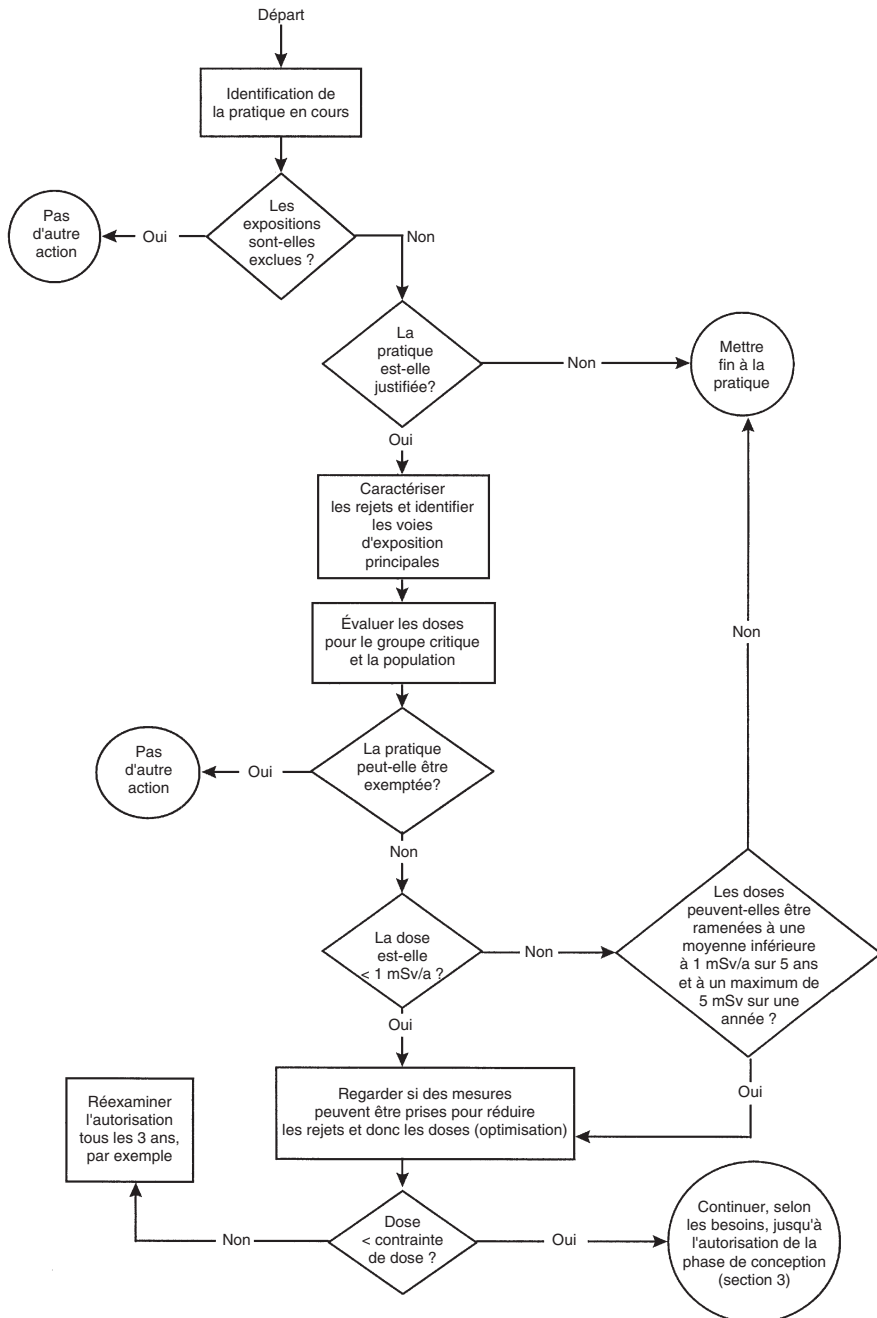 Départ
Identification de
la pratique en cours
Les
expositions
sont-elles
exclues ?
Oui
Pas
d'autre
action
Non
La
pratique
est-elle
justifiée?
Non
Mettre
fin à la
pratique
Oui
Caractériser
les rejets et identifier
les voies
d'exposition
principales
Évaluer les doses
pour le groupe critique
et la population
Non
La pratique
peut-elle être
exemptée?
Oui
Pas
d'autre
action
Non
La dose
est-elle
< 1 mSv/a ?
Non
Les doses
peuvent-elles être
ramenées à une
moyenne inférieure
à 1 mSv/a sur 5 ans
et à un maximum de
5 mSv sur une
année ?
Oui
Oui
Regarder si des mesures
peuvent être prises pour réduire
les rejets et donc les doses (optimisation)
Réexaminer
l'autorisation
tous les 3 ans,
par exemple
Dose
< contrainte
de dose ?
Non
Oui
Continuer, selon
les besoins, jusqu'à
l'autorisation de la
phase de conception
(section 3)